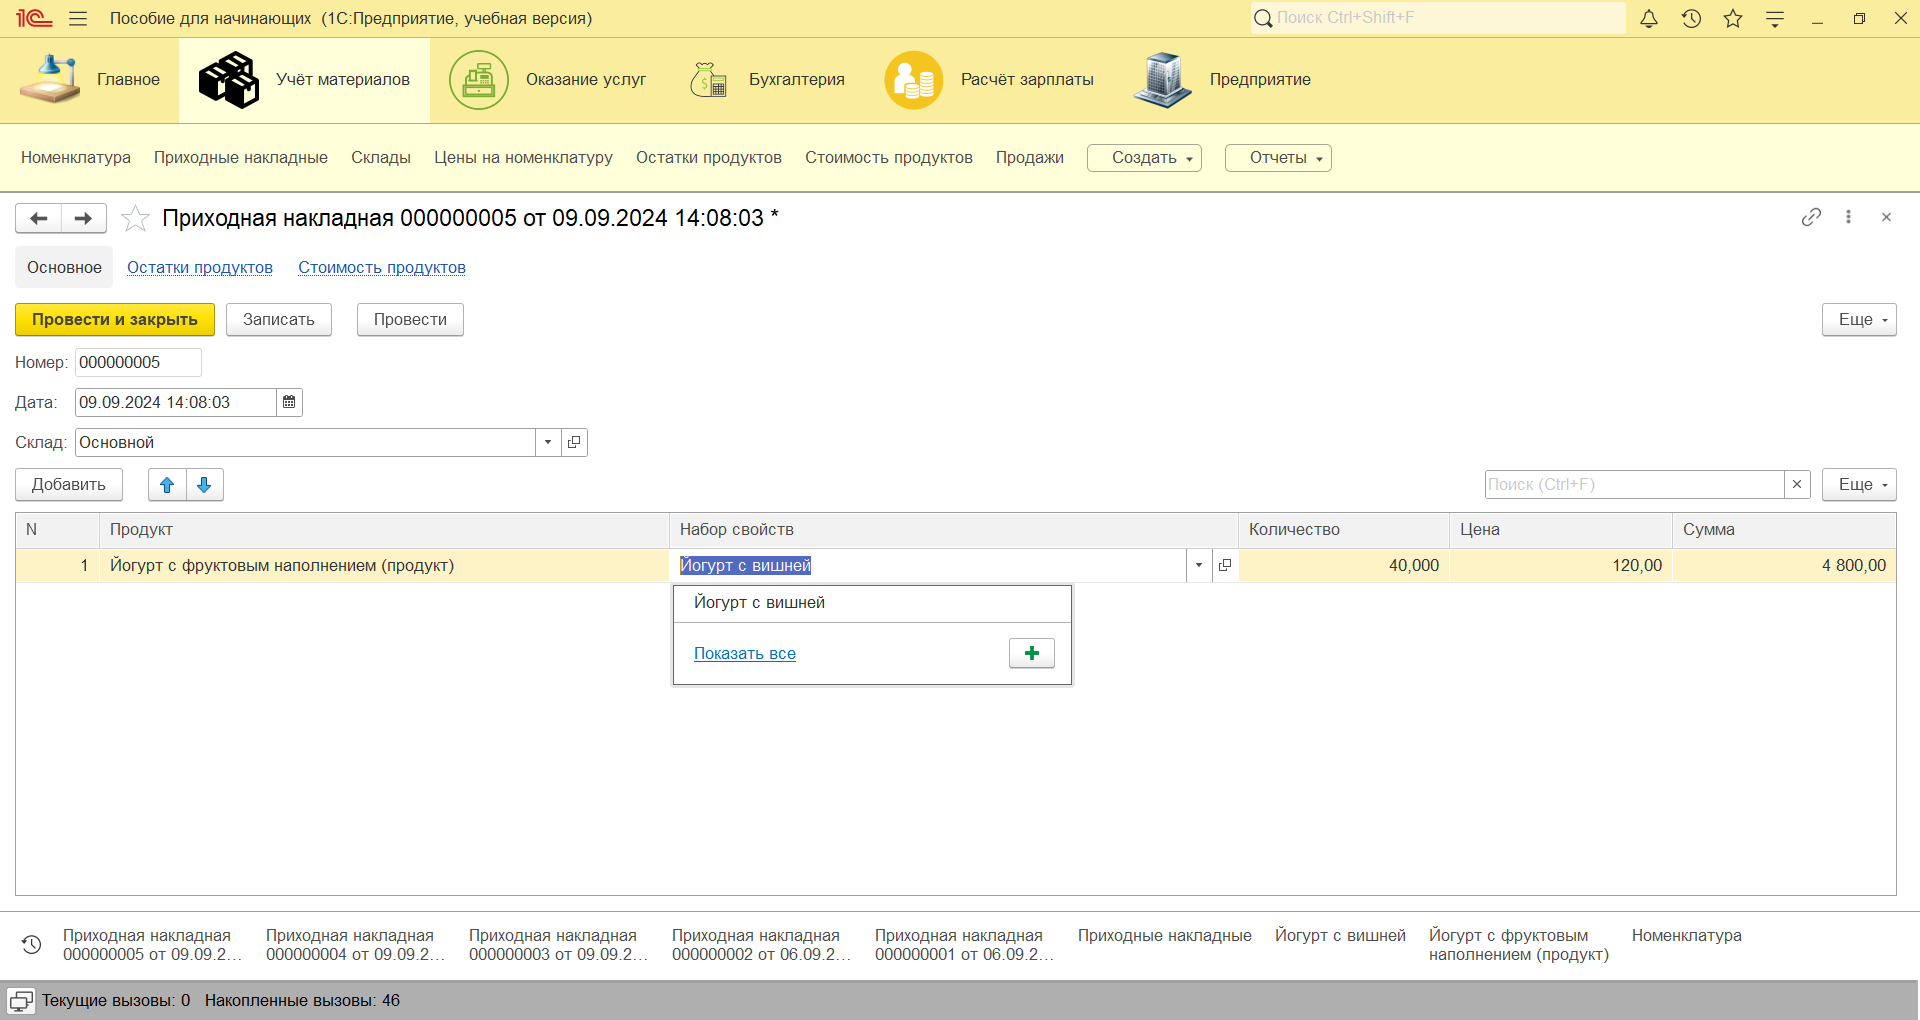 1С Пособие для начинающих (1С:Предприятие, учебная версия) Поиск Ctrl+Shift+F
Главное Учёт материалов Оказание услуг Бухгалтерия Расчёт зарплаты Предприятие
Номенклатура Приходные накладные Склады Цены на номенклатуру Остатки продуктов Стоимость продуктов Продажи Создать Отчеты
Приходная накладная 000000005 от 09.09.2024 14:08:03 *
Основное Остатки продуктов Стоимость продуктов
Провести и закрыть Записать Провести Еще
Номер: 000000005
Дата: 09.09.2024 14:08:03
Склад: Основной
Добавить Поиск (Ctrl+F) × Еще
N Продукт Набор свойств Количество Цена Сумма
1 Йогурт с фруктовым наполнением (продукт) Йогурт с вишней 40,000 120,00 4 800,00
Йогурт с вишней
Показать все
Приходная накладная Приходная накладная Приходная накладная Приходная накладная Приходная накладная Приходные накладные Йогурт с вишней Йогурт с фруктовым Номенклатура
000000005 от 09.09.2... 000000004 от 09.09.2... 000000003 от 09.09.2... 000000002 от 06.09.2... 000000001 от 06.09.2... наполнением (продукт)
Текущие вызовы: 0 Накопленные вызовы: 46